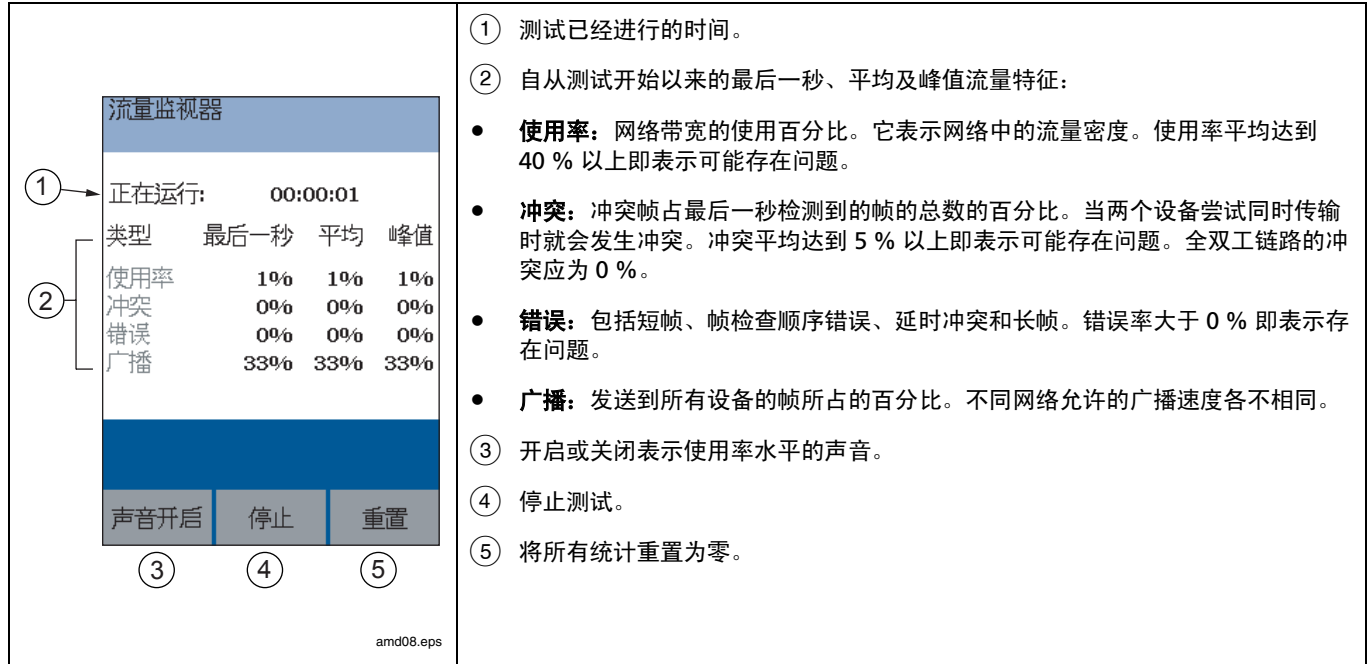 流量监视器
① 正在运行: 00:00:01
类型 最后一秒 平均 峰值
②
使用率 1% 1% 1%
冲突 0% 0% 0%
错误 0% 0% 0%
广播 33% 33% 33%
声音开启 停止 重置
③ ④ ⑤
amd08.eps
① 测试已经进行的时间。
② 自从测试开始以来的最后一秒、平均及峰值流量特征：
• 使用率：网络带宽的使用百分比。它表示网络中的流量密度。使用率平均达到
40 % 以上即表示可能存在问题。
• 冲突：冲突帧占最后一秒检测到的帧的总数的百分比。当两个设备尝试同时传输
时就会发生冲突。冲突平均达到 5 % 以上即表示可能存在问题。全双工链路的冲
突应为 0 %。
• 错误：包括短帧、帧检查顺序错误、延时冲突和长帧。错误率大于 0 % 即表示存
在问题。
• 广播：发送到所有设备的帧所占的百分比。不同网络允许的广播速度各不相同。
③ 开启或关闭表示使用率水平的声音。
④ 停止测试。
⑤ 将所有统计重置为零。